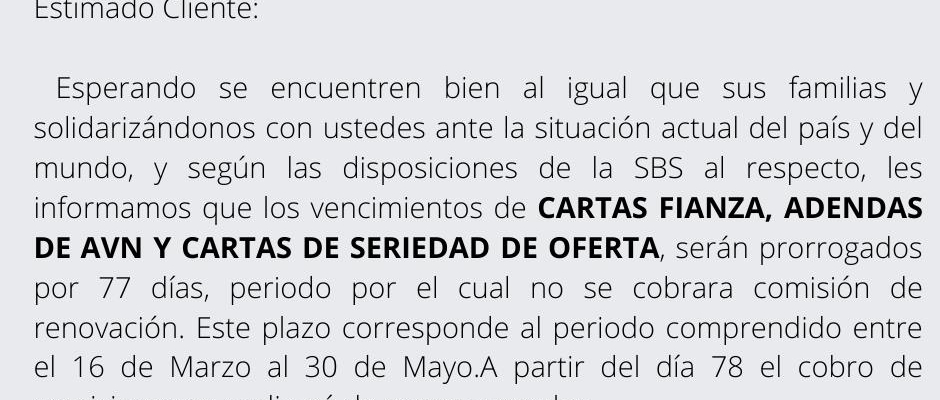 Estimado Cliente:
Esperando se encuentren bien al igual que sus familias y
solidarizándonos con ustedes ante la situación actual del país y del
mundo, y según las disposiciones de la SBS al respecto, les
informamos que los vencimientos de CARTAS FIANZA, ADENDAS
DE AVN Y CARTAS DE SERIEDAD DE OFERTA, serán prorrogados
por 77 días, periodo por el cual no se cobrara comisión de
renovación. Este plazo corresponde al periodo comprendido entre
el 16 de Marzo al 30 de Mayo.A partir del día 78 el cobro de